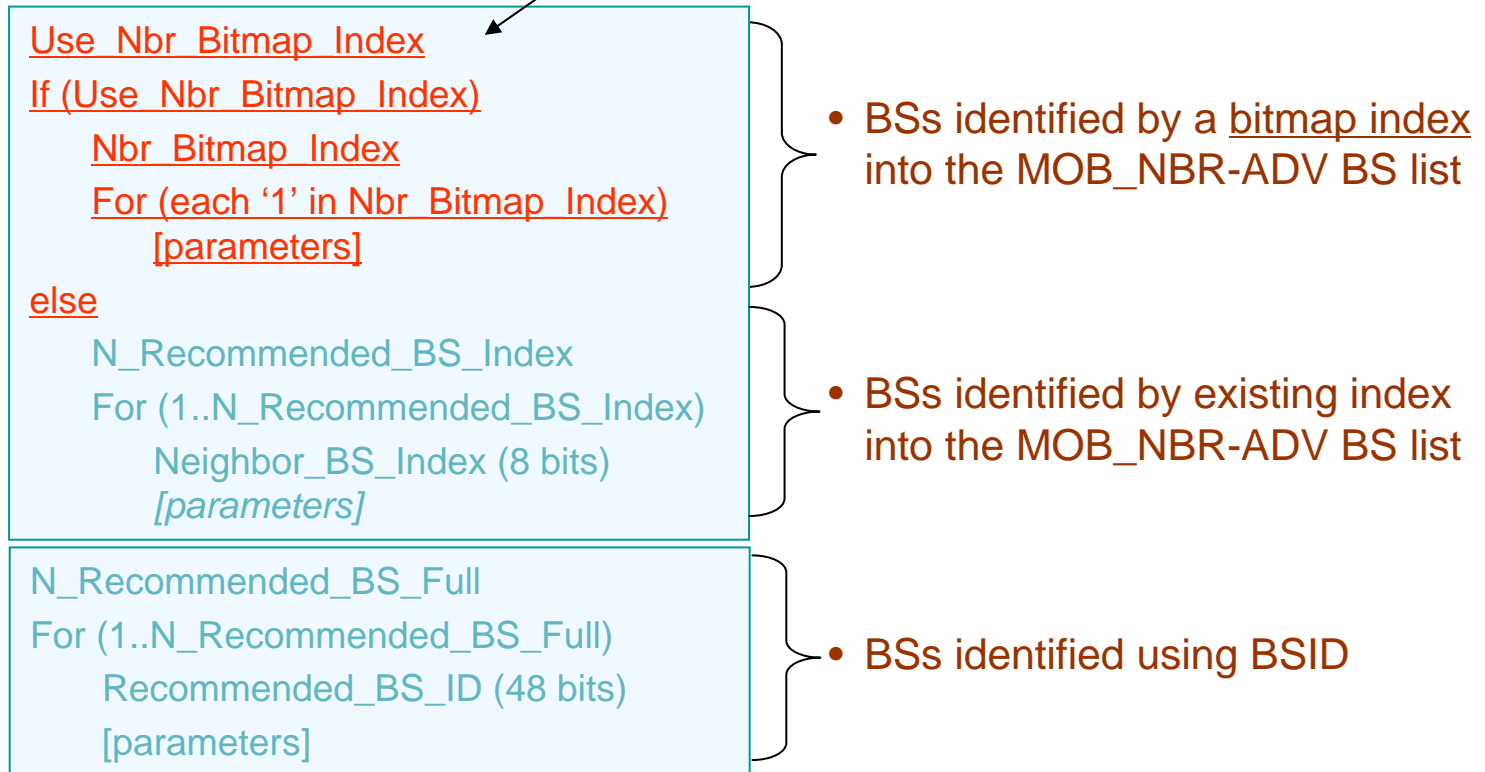 Use_Nbr_Bitmap_Index
If (Use_Nbr_Bitmap_Index)
Nbr_Bitmap_Index
For (each ‘1’ in Nbr_Bitmap_Index)
[parameters]
else
N_Recommended_BS_Index
For (1..N_Recommended_BS_Index)
Neighbor_BS_Index (8 bits)
[parameters]
• BSs identified by a bitmap index
into the MOB_NBR-ADV BS list
• BSs identified by existing index
into the MOB_NBR-ADV BS list
N_Recommended_BS_Full
For (1..N_Recommended_BS_Full)
Recommended_BS_ID (48 bits)
[parameters]
• BSs identified using BSID